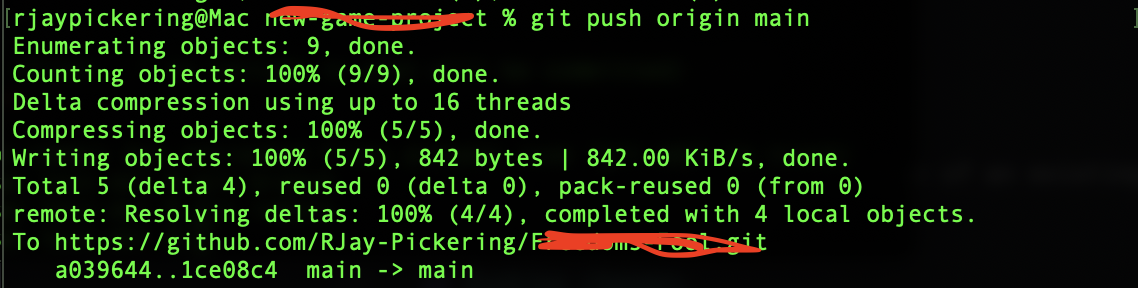 [rjaypickering@Mac new-game-project % git push origin main ]
Enumerating objects: 9, done.
Counting objects: 100% (9/9), done.
Delta compression using up to 16 threads
Compressing objects: 100% (5/5), done.
Writing objects: 100% (5/5), 842 bytes | 842.00 KiB/s, done.
Total 5 (delta 4), reused 0 (delta 0), pack-reused 0 (from 0)
remote: Resolving deltas: 100% (4/4), completed with 4 local objects.
To https://github.com/RJay-Pickering/
a039644..1ce08c4  main -> main